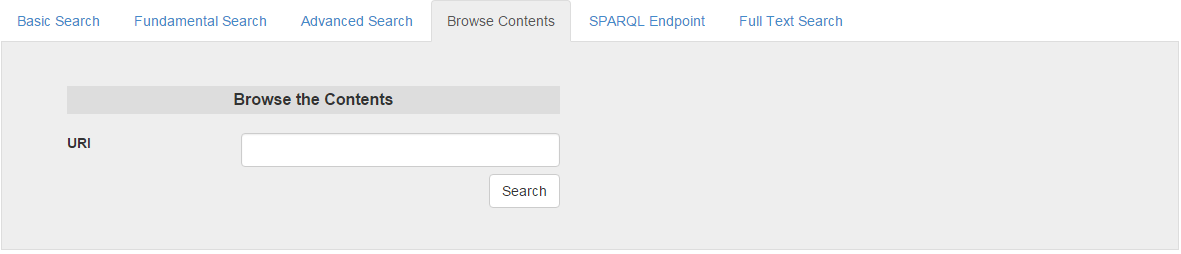 Basic Search Fundamental Search Advanced Search Browse Contents SPARQL Endpoint Full Text Search
Browse the Contents
URI
Search